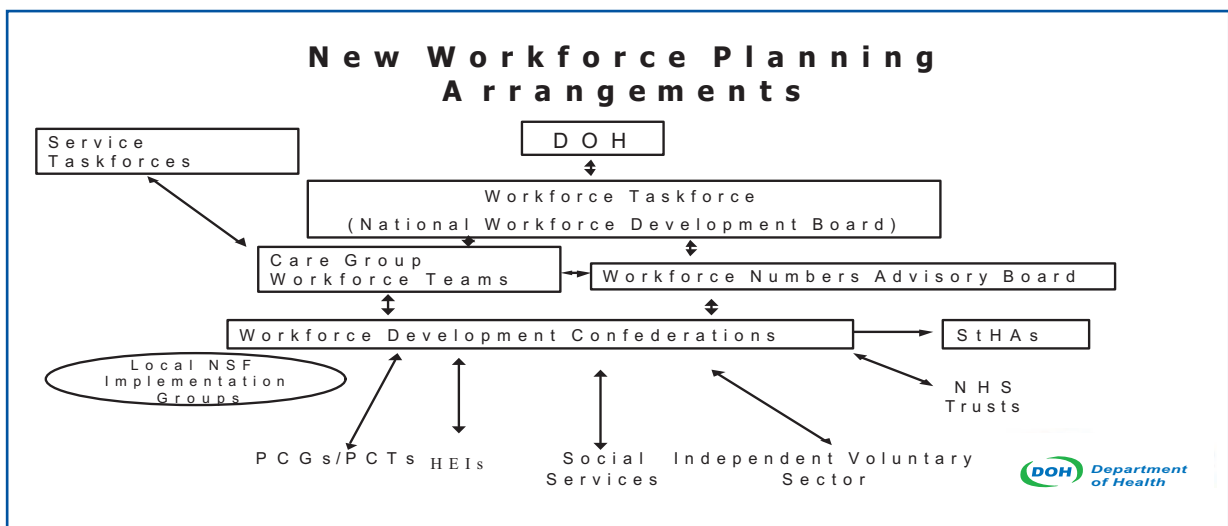 New Workforce Planning
Arrangements
Service
Taskforces
DOH
Workforce Taskforce
(National Workforce Development Board)
Care Group
Workforce Teams
Workforce Numbers Advisory Board
Workforce Development Confederations
StHAs
Local NSF
Implementation
Groups
NHS
Trusts
PCGs/PCTs
HEIs
Social
Services
Independent Voluntary
Sector
DOH
Department
of Health